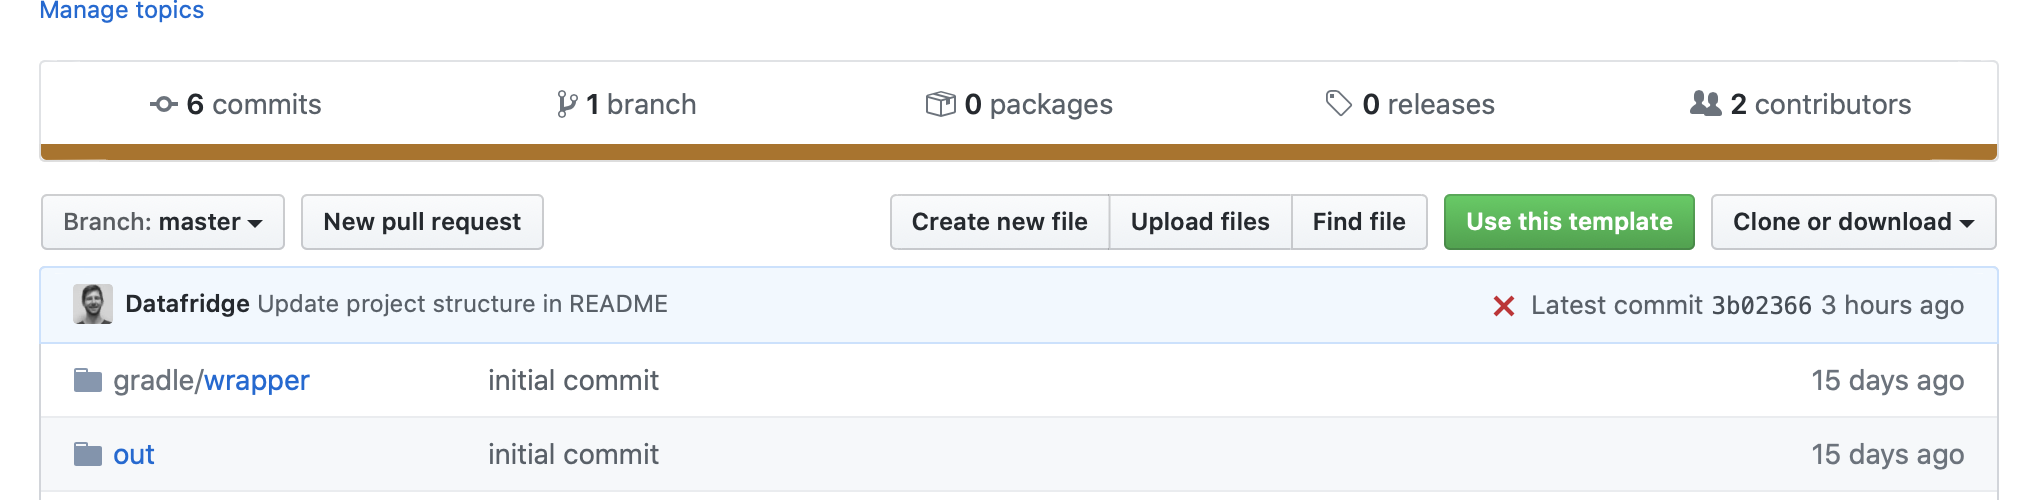 Manage topics
6 commits
1 branch
0 packages
0 releases
2 contributors
Branch: master
New pull request
Create new file
Upload files
Find file
Use this template
Clone or download
Datafridge Update project structure in README
Latest commit 3b02366 3 hours ago
gradle/wrapper
initial commit
15 days ago
out
initial commit
15 days ago